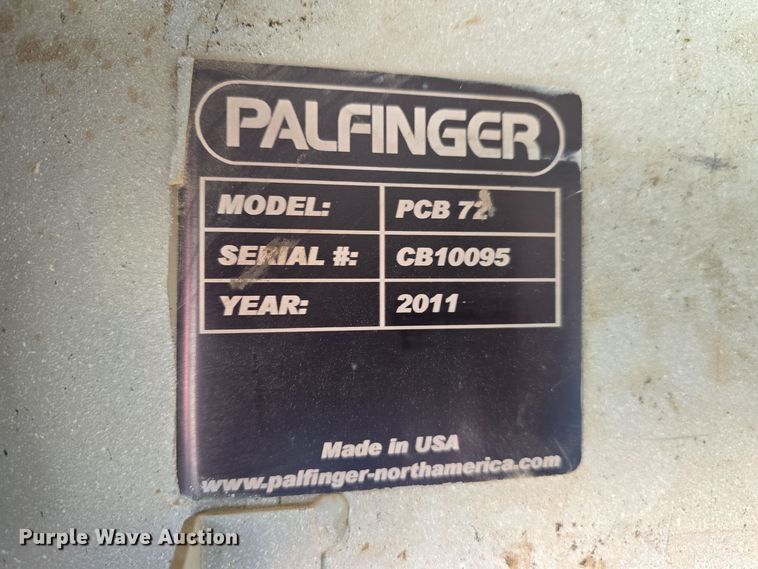 PALFINGER
MODEL: PCB 72
SERIAL #: CB10095
YEAR: 2011
Made in USA
www.palfinger-northamerica.com
Purple Wave Auction